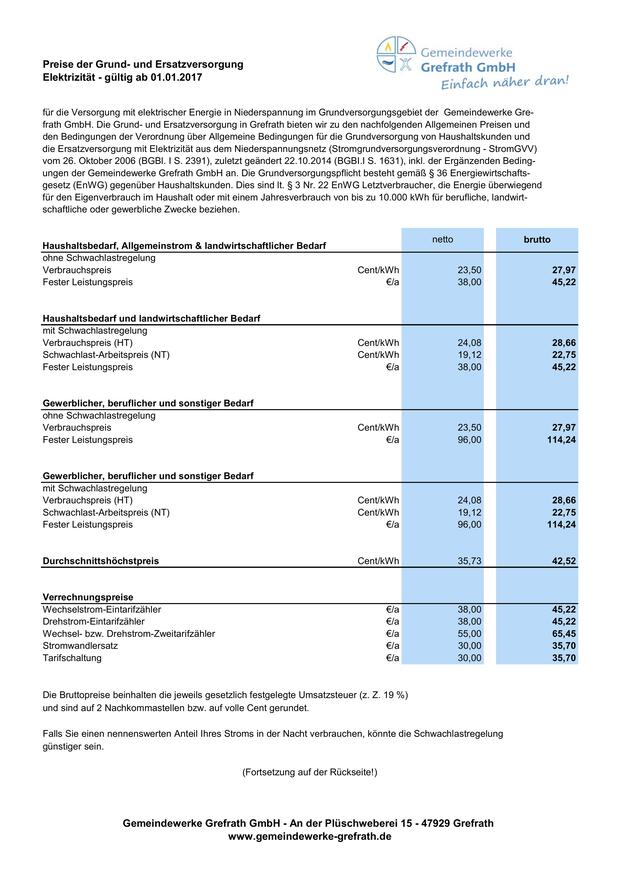 Preise der Grund- und Ersatzversorgung
Elektrizität - gültig ab 01.01.2017
Gemeindewerke
Grefrath GmbH
Einfach näher dran!
für die Versorgung mit elektrischer Energie in Niederspannung im Grundversorgungsgebiet der Gemeindewerke Gre-
frath GmbH. Die Grund- und Ersatzversorgung in Grefrath bieten wir zu den nachfolgenden Allgemeinen Preisen und
den Bedingungen der Verordnung über Allgemeine Bedingungen für die Grundversorgung von Haushaltskunden und
die Ersatzversorgung mit Elektrizität aus dem Niederspannungsnetz (Stromgrundversorgungsverordnung - StromGVV)
vom 26. Oktober 2006 (BGBl. I S. 2391), zuletzt geändert 22.10.2014 (BGBl.I S. 1631), inkl. der Ergänzenden Beding-
ungen der Gemeindewerke Grefrath GmbH an. Die Grundversorgungspflicht besteht gemäß § 36 Energiewirtschafts-
gesetz (EnWG) gegenüber Haushaltskunden. Dies sind lt. § 3 Nr. 22 EnWG Letztverbraucher, die Energie überwiegend
für den Eigenverbrauch im Haushalt oder mit einem Jahresverbrauch von bis zu 10.000 kWh für berufliche, landwirt-
schaftliche oder gewerbliche Zwecke beziehen.
netto brutto
Haushaltsbedarf, Allgemeinstrom & landwirtschaftlicher Bedarf
ohne Schwachlastregelung
Verbrauchspreis Cent/kWh 23,50 27,97
Fester Leistungspreis €/a 38,00 45,22
Haushaltsbedarf und landwirtschaftlicher Bedarf
mit Schwachlastregelung
Verbrauchspreis (HT) Cent/kWh 24,08 28,66
Schwachlast-Arbeitspreis (NT) Cent/kWh 19,12 22,75
Fester Leistungspreis €/a 38,00 45,22
Gewerblicher, beruflicher und sonstiger Bedarf
ohne Schwachlastregelung
Verbrauchspreis Cent/kWh 23,50 27,97
Fester Leistungspreis €/a 96,00 114,24
Gewerblicher, beruflicher und sonstiger Bedarf
mit Schwachlastregelung
Verbrauchspreis (HT) Cent/kWh 24,08 28,66
Schwachlast-Arbeitspreis (NT) Cent/kWh 19,12 22,75
Fester Leistungspreis €/a 96,00 114,24
Durchschnittshöchstpreis Cent/kWh 35,73 42,52
Verrechnungspreise
Wechselstrom-Eintarifzähler €/a 38,00 45,22
Drehstrom-Eintarifzähler €/a 38,00 45,22
Wechsel- bzw. Drehstrom-Zweitarifzähler €/a 55,00 65,45
Stromwandlersatz €/a 30,00 35,70
Tarifschaltung €/a 30,00 35,70
Die Bruttopreise beinhalten die jeweils gesetzlich festgelegte Umsatzsteuer (z. Z. 19 %)
und sind auf 2 Nachkommastellen bzw. auf volle Cent gerundet.
Falls Sie einen nennenswerten Anteil Ihres Stroms in der Nacht verbrauchen, könnte die Schwachlastregelung
günstiger sein.
(Fortsetzung auf der Rückseite!)
Gemeindewerke Grefrath GmbH - An der Plüschweberei 15 - 47929 Grefrath
www.gemeindewerke-grefrath.de